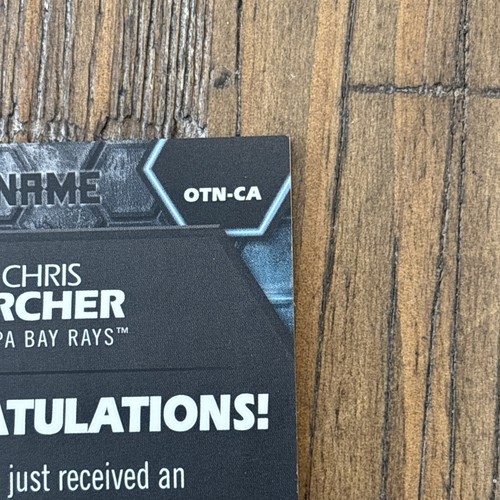 NAME
OTN-CA
CHRIS
RCHER
PA BAY RAYS™
ATULATIONS!
just received an